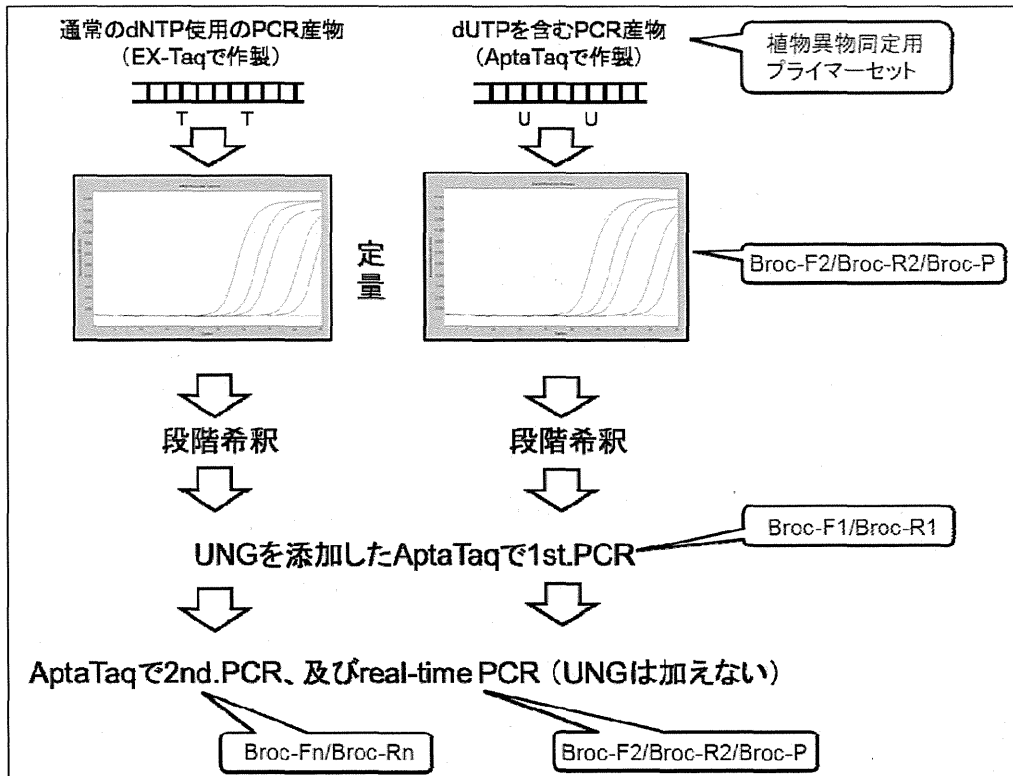 通常のdNTP使用のPCR産物
(EX-Taqで作製)
dUTPを含むPCR産物
(AptaTaqで作製)
植物異物同定用
プライマーセット
T T
U U
定量
Broc-F2/Broc-R2/Broc-P
段階希釈
段階希釈
Broc-F1/Broc-R1
UNGを添加したAptaTaqで1st.PCR
AptaTaqで2nd.PCR、及びreal-time PCR（UNGは加えない）
Broc-Fn/Broc-Rn
Broc-F2/Broc-R2/Broc-P